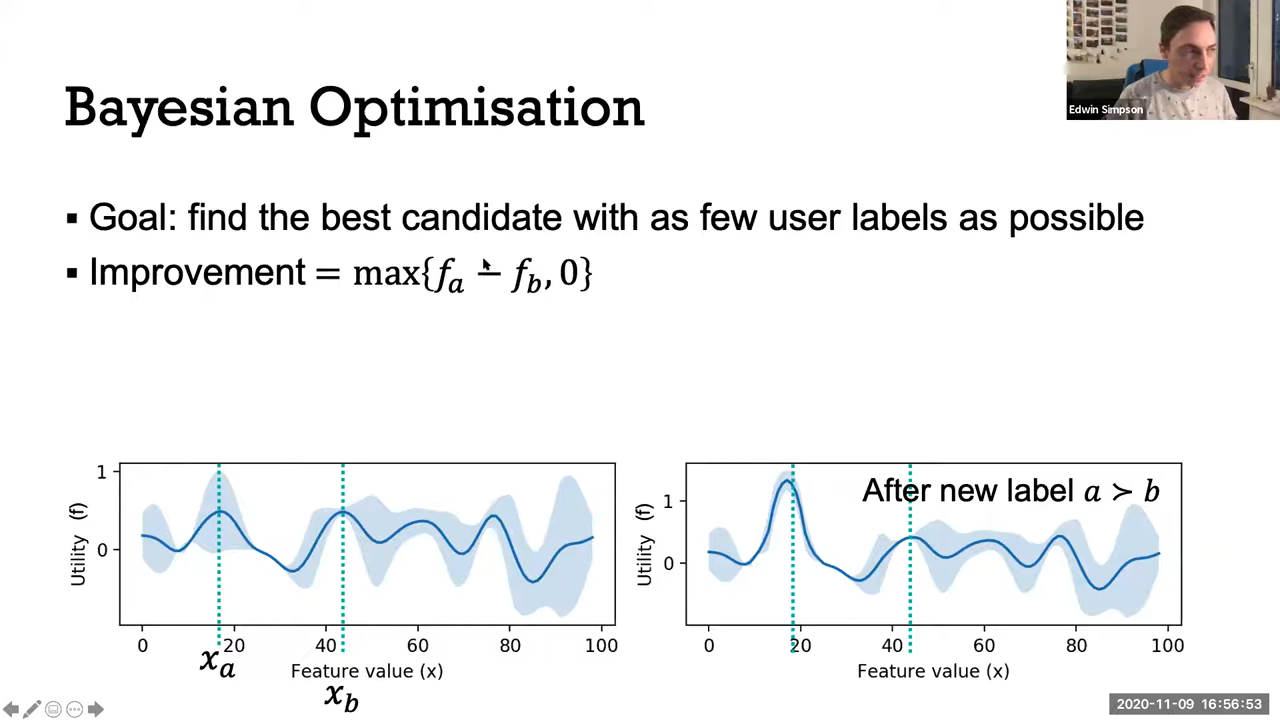 Edwin Simpson
Bayesian Optimisation
▪ Goal: find the best candidate with as few user labels as possible
▪ Improvement = max{fₐ − f_b, 0}
After new label a ≻ b
1
0
Utility (f)
0 20 40 60 80 100
Feature value (x)
xₐ
x_b
1
0
Utility (f)
0 20 40 60 80 100
Feature value (x)
2020-11-09 16:56:53